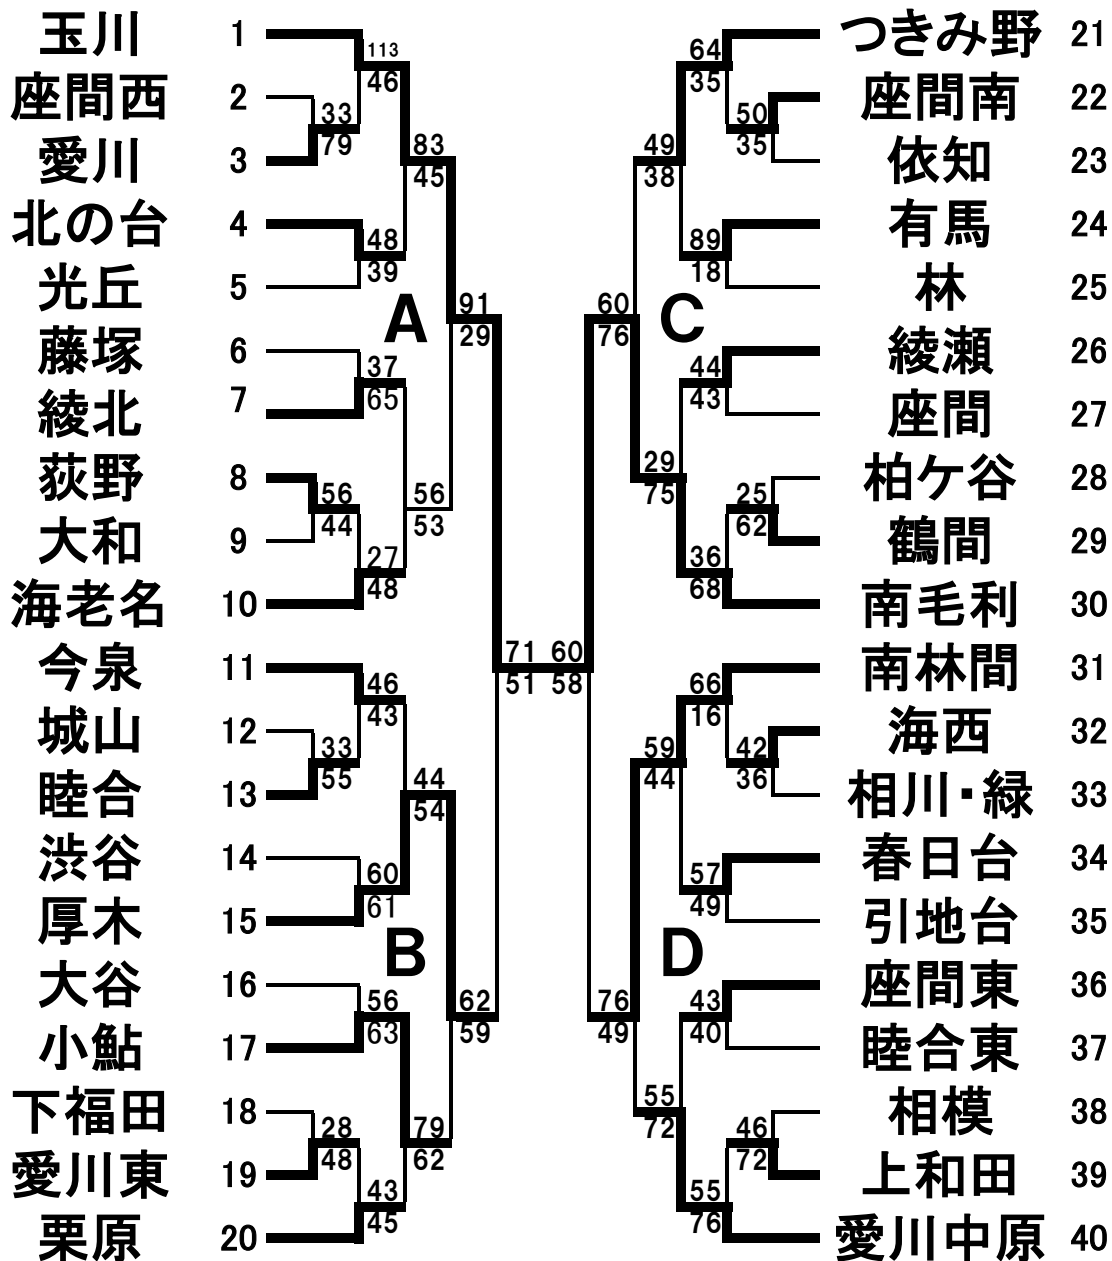 玉川 1
座間西 2
愛川 3
北の台 4
光丘 5
藤塚 6
綾北 7
荻野 8
大和 9
海老名 10
今泉 11
城山 12
睦合 13
渋谷 14
厚木 15
大谷 16
小鮎 17
下福田 18
愛川東 19
栗原 20
113
46
33
79
83
45
48
39
A
91
29
37
65
56
44
56
53
27
48
46
43
33
55
44
54
60
61
B
56
63
62
59
28
48
79
62
43
45
71 60
51 58
64
35
50
35
49
38
89
18
60
76
C
44
43
29
75
25
62
36
68
66
16
42
36
59
44
57
49
D
76
49
43
40
55
72
46
72
55
76
つきみ野 21
座間南 22
依知 23
有馬 24
林 25
綾瀬 26
座間 27
柏ケ谷 28
鶴間 29
南毛利 30
南林間 31
海西 32
相川・緑 33
春日台 34
引地台 35
座間東 36
睦合東 37
相模 38
上和田 39
愛川中原 40